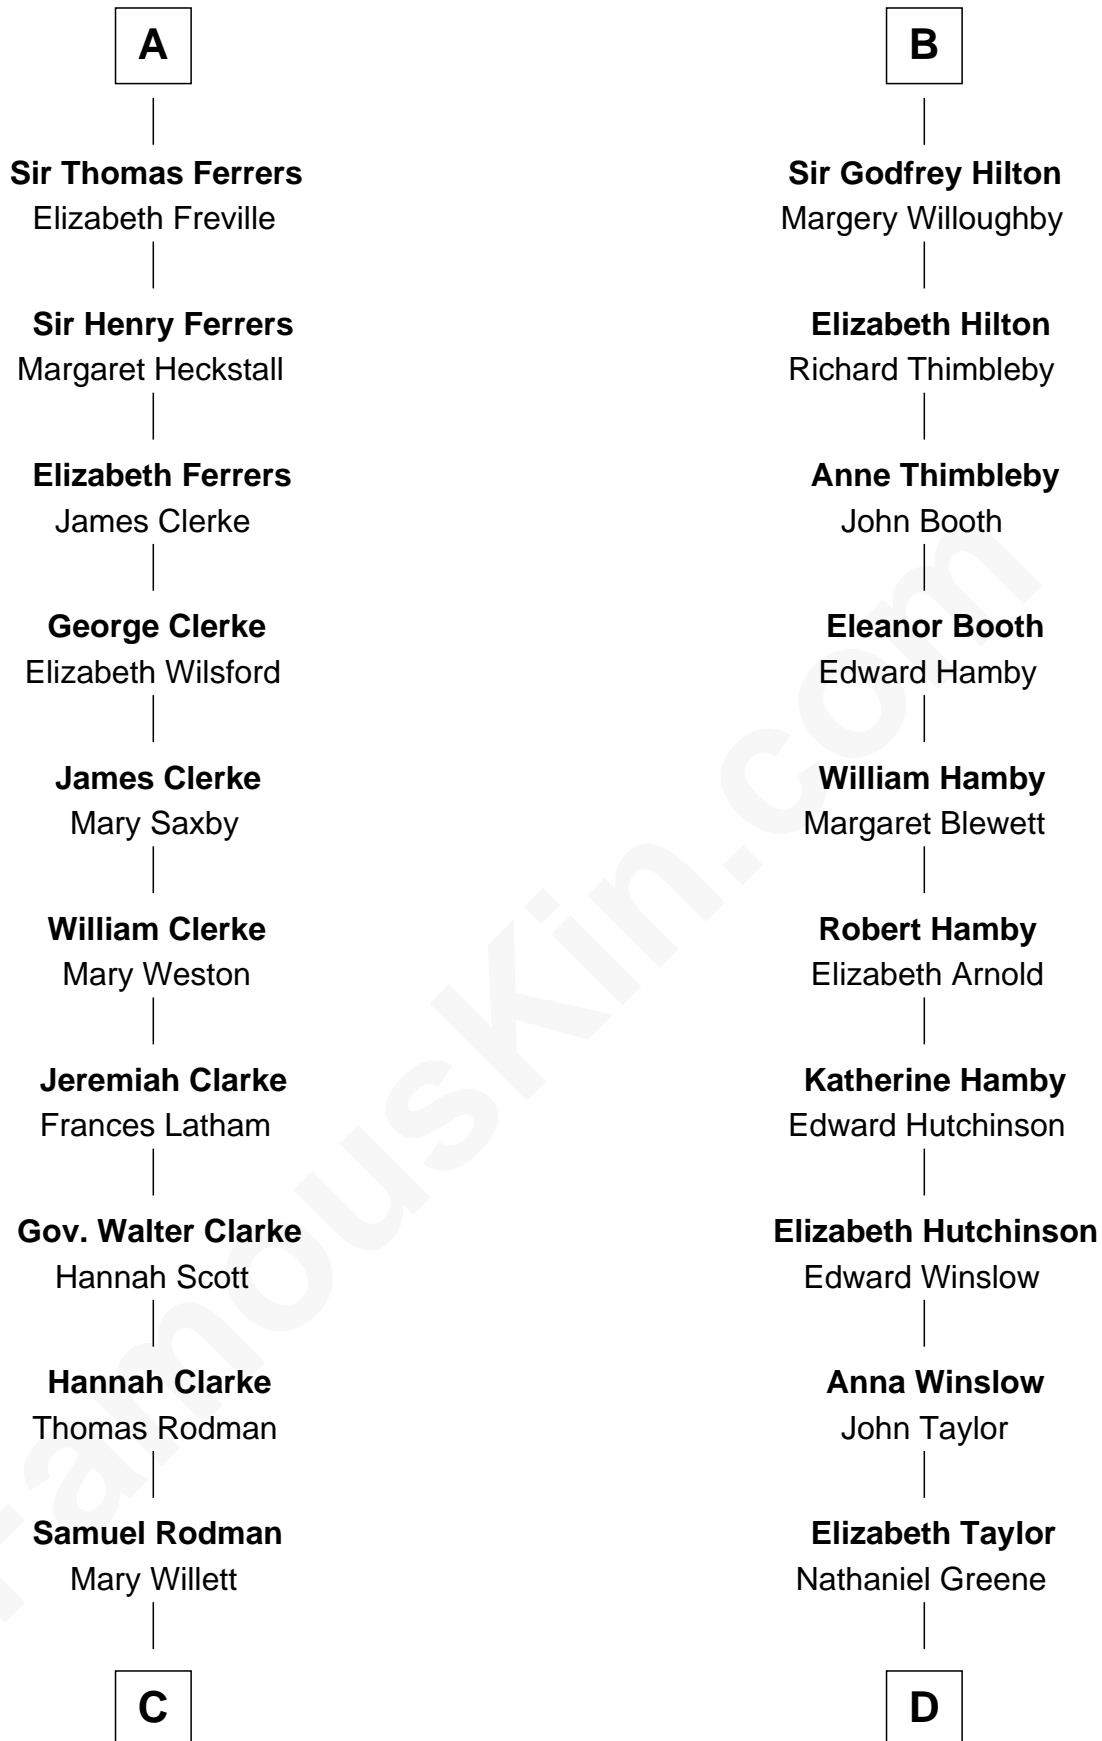 A
Sir Thomas Ferrers
Elizabeth Freville
Sir Henry Ferrers
Margaret Heckstall
Elizabeth Ferrers
James Clerke
George Clerke
Elizabeth Wilsford
James Clerke
Mary Saxby
William Clerke
Mary Weston
Jeremiah Clarke
Frances Latham
Gov. Walter Clarke
Hannah Scott
Hannah Clarke
Thomas Rodman
Samuel Rodman
Mary Willett
C
B
Sir Godfrey Hilton
Margery Willoughby
Elizabeth Hilton
Richard Thimbleby
Anne Thimbleby
John Booth
Eleanor Booth
Edward Hamby
William Hamby
Margaret Blewett
Robert Hamby
Elizabeth Arnold
Katherine Hamby
Edward Hutchinson
Elizabeth Hutchinson
Edward Winslow
Anna Winslow
John Taylor
Elizabeth Taylor
Nathaniel Greene
D
FamousKin.com